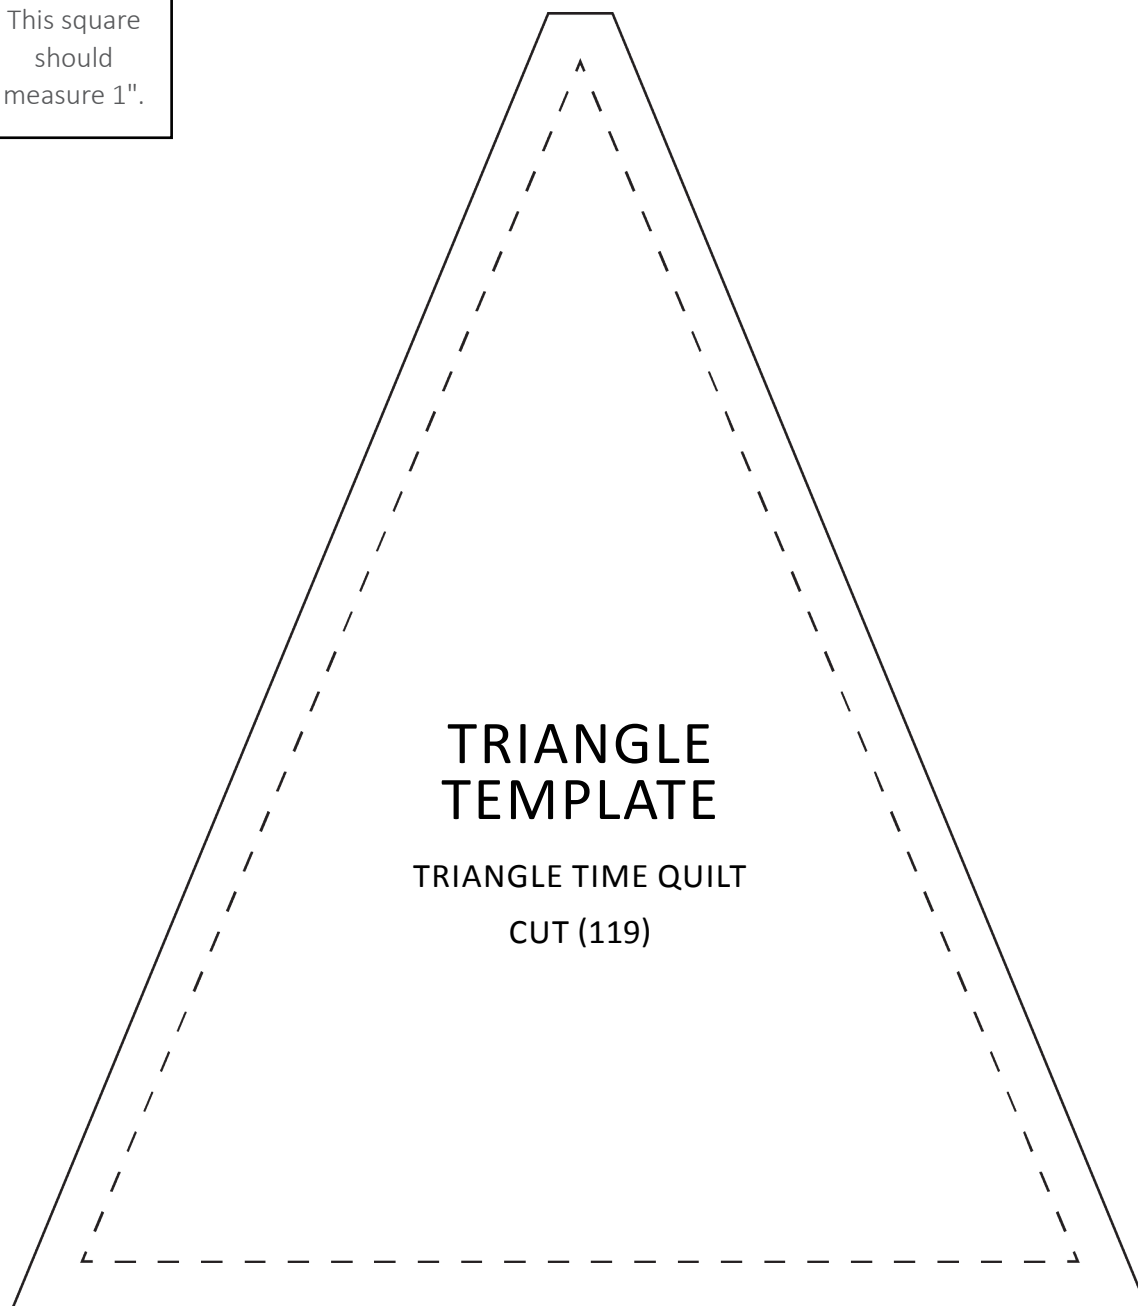 This square
should
measure 1".
TRIANGLE
TEMPLATE
TRIANGLE TIME QUILT
CUT (119)